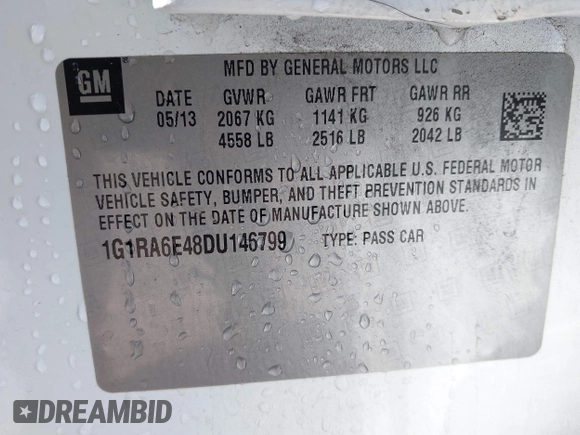 GM
MFD BY GENERAL MOTORS LLC
DATE GVWR GAWR FRT GAWR RR
05/13 2067 KG 1141 KG 926 KG
4558 LB 2516 LB 2042 LB
THIS VEHICLE CONFORMS TO ALL APPLICABLE U.S. FEDERAL MOTOR
VEHICLE SAFETY, BUMPER, AND THEFT PREVENTION STANDARDS IN
EFFECT ON THE DATE OF MANUFACTURE SHOWN ABOVE.
1G1RA6E48DU146799 TYPE: PASS CAR
DREAMBID